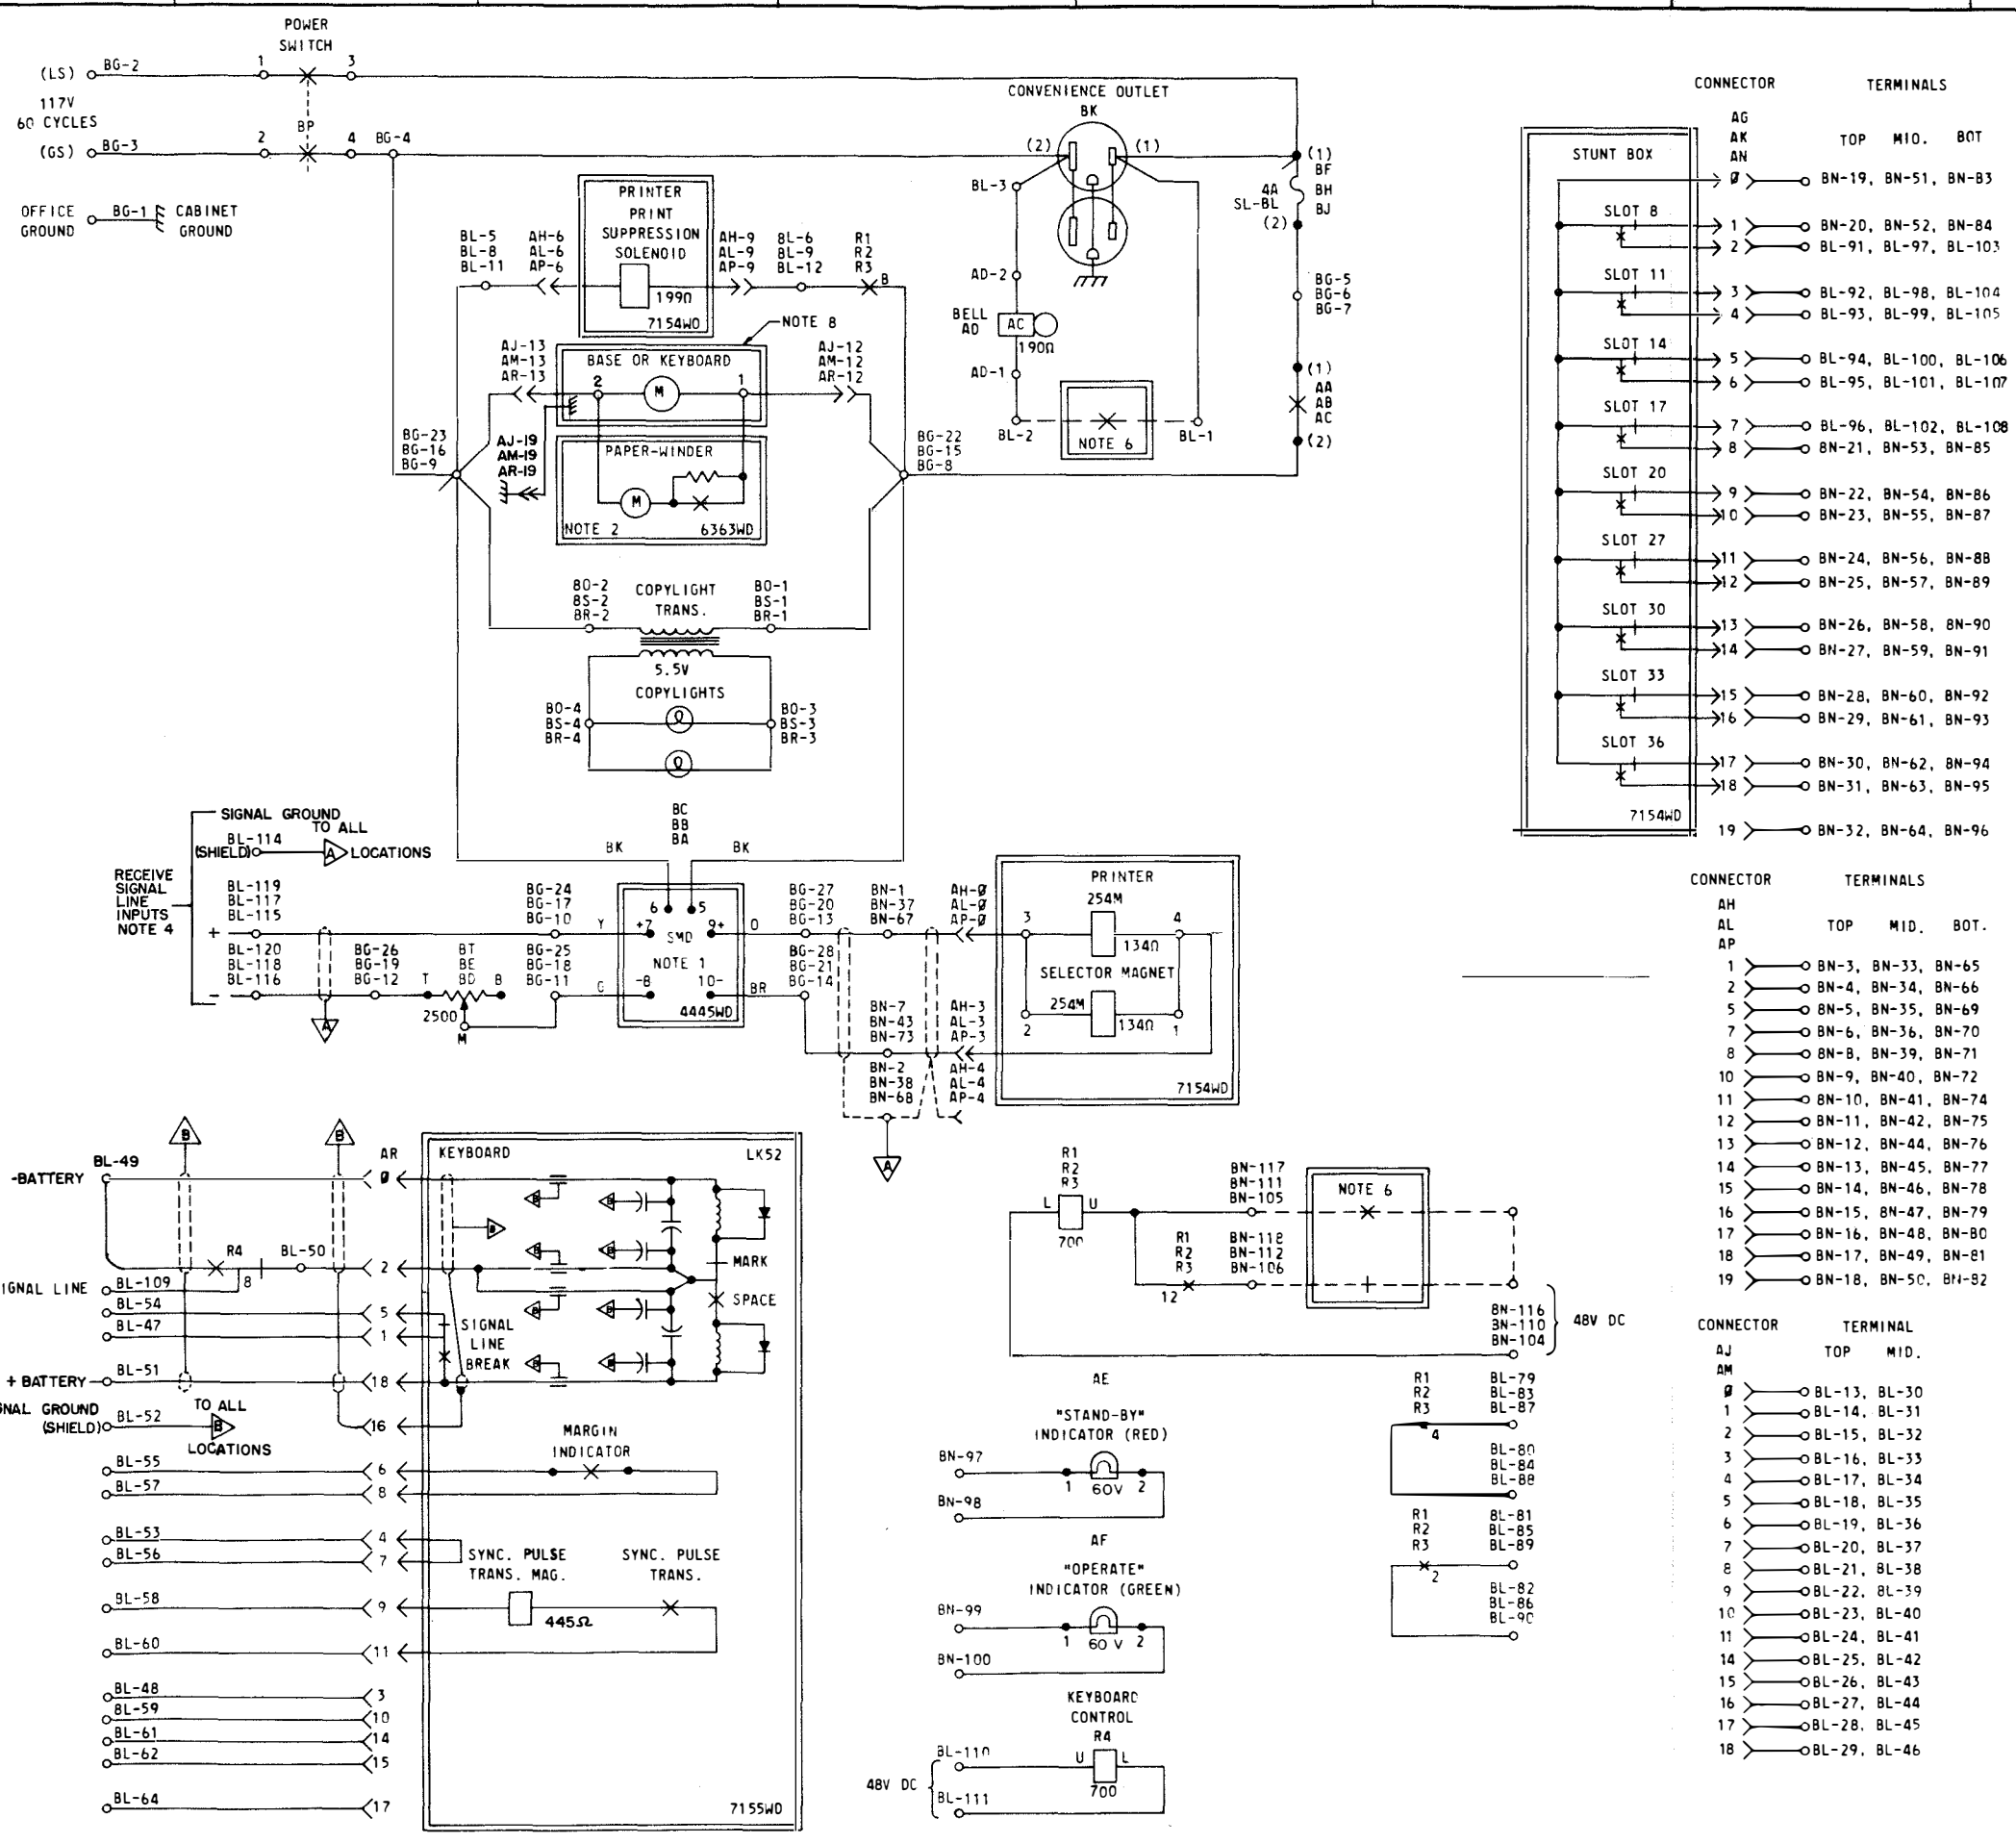 POWER
SWITCH
(LS) BG-2 1 3
117V
60 CYCLES
BP
(GS) BG-3 2 4 BG-4
OFFICE
GROUND
BG-1 CABINET
GROUND
CONVENIENCE OUTLET
BK
(2) (1)
BL-3
AD-2
BELL
AD
AC
190Ω
AD-1
BL-2
NOTE 6
BL-1
(1)
BF
4A BH
SL-BL BJ
(2)
BG-5
BG-6
BG-7
(1)
AA
AB
AC
(2)
PRINTER
PRINT
SUPPRESSION
SOLENOID
199Ω
7154WD
BL-5 AH-6
BL-8 AL-6
BL-11 AP-6
AH-9 BL-6 R1
AL-9 BL-9 R2
AP-9 BL-12 R3
B
NOTE 8
AJ-13
AM-13
AR-13
BASE OR KEYBOARD
2 M 1
AJ-12
AM-12
AR-12
BG-23
BG-16
BG-9
AJ-19
AM-19
AR-19
PAPER-WINDER
M
NOTE 2 6363WD
BG-22
BG-15
BG-8
BO-2
BS-2
BR-2
COPYLIGHT
TRANS.
BO-1
BS-1
BR-1
5.5V
COPYLIGHTS
BO-4
BS-4
BR-4
BO-3
BS-3
BR-3
BC
BB
BA
BK BK
SIGNAL GROUND
TO ALL
BL-114
(SHIELD) A LOCATIONS
RECEIVE
SIGNAL
LINE
INPUTS
NOTE 4
BL-119
BL-117
BL-115
+
BL-120
BL-118
BL-116
-
A
BG-26
BG-19
BG-12
T
BT
BE
BD
B
2500
M
BG-24
BG-17
BG-10
Y
BG-25
BG-18
BG-11
G
6 5
+7 9+
SMD
NOTE 1
-8 10-
4445WD
O
BR
BG-27 BN-1 AH-0
BG-20 BN-37 AL-0
BG-13 BN-67 AP-0
BG-28
BG-21
BG-14
BN-7 AH-3
BN-43 AL-3
BN-73 AP-3
BN-2 AH-4
BN-38 AL-4
BN-68 AP-4
A
PRINTER
254M
3 4
134Ω
SELECTOR MAGNET
254M
2 134Ω 1
7154WD
B B
BL-49
-BATTERY
AR
0
KEYBOARD LK52
B B
B
R4 BL-50
8
2
B B
MARK
SIGNAL LINE BL-109
BL-54
5
BL-47
1
SIGNAL
LINE
BREAK
B B
SPACE
B B
+ BATTERY BL-51
18
SIGNAL GROUND
(SHIELD) BL-52
TO ALL
B
LOCATIONS
16
MARGIN
INDICATOR
BL-55 6
BL-57 8
BL-53 4
BL-56 7
SYNC. PULSE
TRANS. MAG.
SYNC. PULSE
TRANS.
BL-58 9
445Ω
BL-60 11
BL-48 3
BL-59 10
BL-61 14
BL-62 15
BL-64 17
7155WD
R1
R2
R3
L U
700
BN-117
BN-111
BN-105
NOTE 6
R1
R2
R3
12
BN-118
BN-112
BN-106
BN-116
BN-110
BN-104
48V DC
AE
"STAND-BY"
INDICATOR (RED)
BN-97
1 60V 2
BN-98
AF
"OPERATE"
INDICATOR (GREEN)
BN-99
1 60 V 2
BN-100
KEYBOARD
CONTROL
R4
BL-110
U L
48V DC
700
BL-111
R1 BL-79
R2 BL-83
R3 BL-87
4
BL-80
BL-84
BL-88
R1 BL-81
R2 BL-85
R3 BL-89
2
BL-82
BL-86
BL-90
STUNT BOX
SLOT 8
SLOT 11
SLOT 14
SLOT 17
SLOT 20
SLOT 27
SLOT 30
SLOT 33
SLOT 36
7154WD
CONNECTOR TERMINALS
AG
AK
AN
TOP MID. BOT
0 BN-19, BN-51, BN-83
1 BN-20, BN-52, BN-84
2 BL-91, BL-97, BL-103
3 BL-92, BL-98, BL-104
4 BL-93, BL-99, BL-105
5 BL-94, BL-100, BL-106
6 BL-95, BL-101, BL-107
7 BL-96, BL-102, BL-108
8 BN-21, BN-53, BN-85
9 BN-22, BN-54, BN-86
10 BN-23, BN-55, BN-87
11 BN-24, BN-56, BN-88
12 BN-25, BN-57, BN-89
13 BN-26, BN-58, BN-90
14 BN-27, BN-59, BN-91
15 BN-28, BN-60, BN-92
16 BN-29, BN-61, BN-93
17 BN-30, BN-62, BN-94
18 BN-31, BN-63, BN-95
19 BN-32, BN-64, BN-96
CONNECTOR TERMINALS
AH
AL
AP
TOP MID. BOT.
1 BN-3, BN-33, BN-65
2 BN-4, BN-34, BN-66
5 BN-5, BN-35, BN-69
7 BN-6, BN-36, BN-70
8 BN-8, BN-39, BN-71
10 BN-9, BN-40, BN-72
11 BN-10, BN-41, BN-74
12 BN-11, BN-42, BN-75
13 BN-12, BN-44, BN-76
14 BN-13, BN-45, BN-77
15 BN-14, BN-46, BN-78
16 BN-15, BN-47, BN-79
17 BN-16, BN-48, BN-80
18 BN-17, BN-49, BN-81
19 BN-18, BN-50, BN-82
CONNECTOR TERMINAL
AJ
AM
TOP MID.
0 BL-13, BL-30
1 BL-14, BL-31
2 BL-15, BL-32
3 BL-16, BL-33
4 BL-17, BL-34
5 BL-18, BL-35
6 BL-19, BL-36
7 BL-20, BL-37
8 BL-21, BL-38
9 BL-22, BL-39
10 BL-23, BL-40
11 BL-24, BL-41
14 BL-25, BL-42
15 BL-26, BL-43
16 BL-27, BL-44
17 BL-28, BL-45
18 BL-29, BL-46